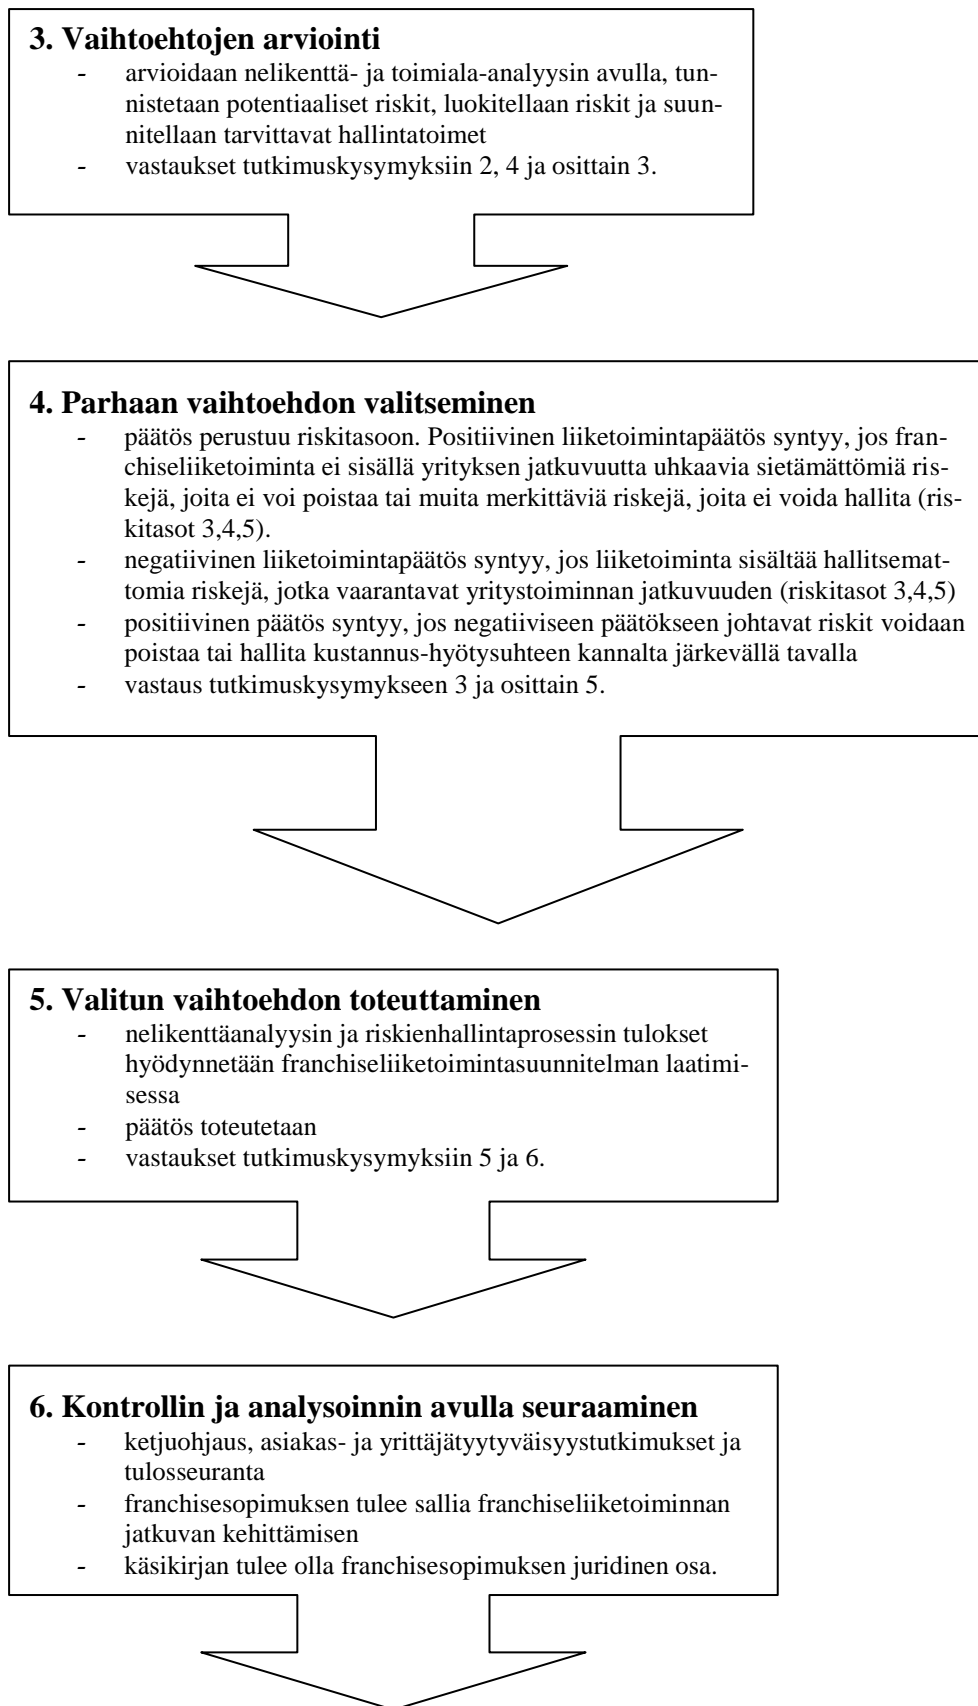 3. Vaihtoehtojen arviointi
- arvioidaan nelikenttä- ja toimiala-analyysin avulla, tun-
nistetaan potentiaaliset riskit, luokitellaan riskit ja suun-
nitellaan tarvittavat hallintatoimet
- vastaukset tutkimuskysymyksiin 2, 4 ja osittain 3.
4. Parhaan vaihtoehdon valitseminen
- päätös perustuu riskitasoon. Positiivinen liiketoimintapäätös syntyy, jos fran-
chiseliiketoiminta ei sisällä yrityksen jatkuvuutta uhkaavia sietämättömiä ris-
kejä, joita ei voi poistaa tai muita merkittäviä riskejä, joita ei voida hallita (ris-
kitasot 3,4,5).
- negatiivinen liiketoimintapäätös syntyy, jos liiketoiminta sisältää hallitsemat-
tomia riskejä, jotka vaarantavat yritystoiminnan jatkuvuuden (riskitasot 3,4,5)
- positiivinen päätös syntyy, jos negatiiviseen päätökseen johtavat riskit voidaan
poistaa tai hallita kustannus-hyötysuhteen kannalta järkevällä tavalla
- vastaus tutkimuskysymykseen 3 ja osittain 5.
5. Valitun vaihtoehdon toteuttaminen
- nelikenttäanalyysin ja riskienhallintaprosessin tulokset
hyödynnetään franchiseliiketoimintasuunnitelman laatimi-
sessa
- päätös toteutetaan
- vastaukset tutkimuskysymyksiin 5 ja 6.
6. Kontrollin ja analysoinnin avulla seuraaminen
- ketjuohjaus, asiakas- ja yrittäjätyytyväisyystutkimukset ja
tulosseuranta
- franchisesopimuksen tulee sallia franchiseliiketoiminnan
jatkuvan kehittämisen
- käsikirjan tulee olla franchisesopimuksen juridinen osa.